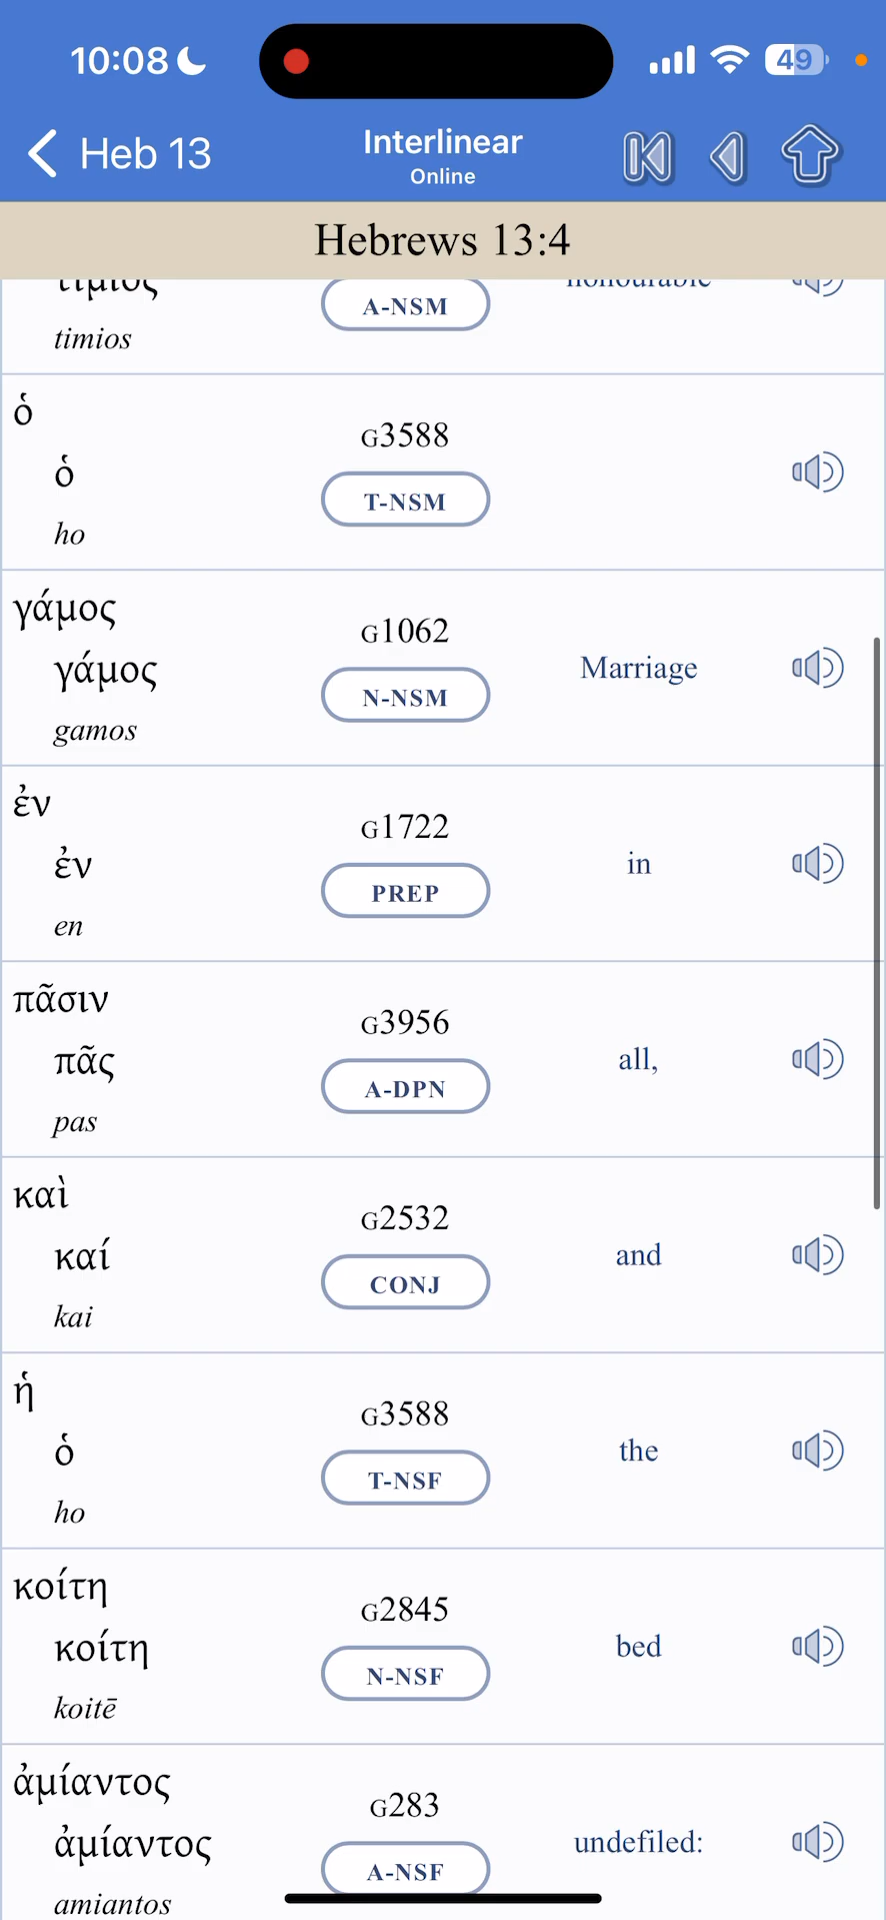 10:08
49
Heb 13
Interlinear
Online
Hebrews 13:4
τίμιος
timios
A-NSM
honourable
ὁ
ὁ
ho
G3588
T-NSM
γάμος
γάμος
gamos
G1062
N-NSM
Marriage
ἐν
ἐν
en
G1722
PREP
in
πᾶσιν
πᾶς
pas
G3956
A-DPN
all,
καὶ
καί
kai
G2532
CONJ
and
ἡ
ὁ
ho
G3588
T-NSF
the
κοίτη
κοίτη
koitē
G2845
N-NSF
bed
ἀμίαντος
ἀμίαντος
amiantos
G283
A-NSF
undefiled: